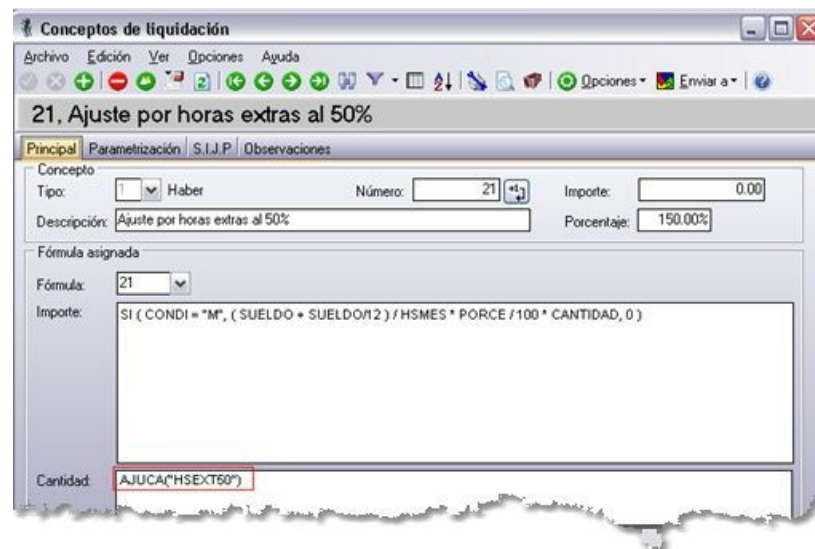 Conceptos de liquidación
Archivo Edición Ver Opciones Ayuda
Opciones Enviar a
21, Ajuste por horas extras al 50%
Principal Parametrización S.I.J.P Observaciones
Concepto
Tipo: 1 Haber Número: 21 Importe: 0.00
Descripción: Ajuste por horas extras al 50% Porcentaje: 150.00%
Fórmula asignada
Fórmula: 21
Importe: SI ( CONDI = "M", ( SUELDO + SUELDO/12 ) / HSMES * PORCE / 100 * CANTIDAD, 0 )
Cantidad: AJUCA("HSEXT50")